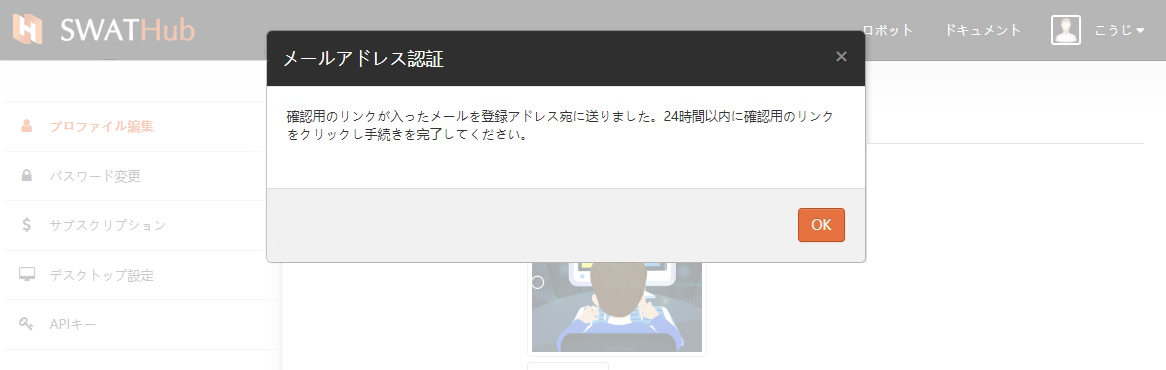 SWATHub
ロボット
ドキュメント
こうじ
メールアドレス認証
×
確認用のリンクが入ったメールを登録アドレス宛に送りました。24時間以内に確認用のリンク
をクリックし手続きを完了してください。
OK
プロファイル編集
パスワード変更
サブスクリプション
デスクトップ設定
APIキー